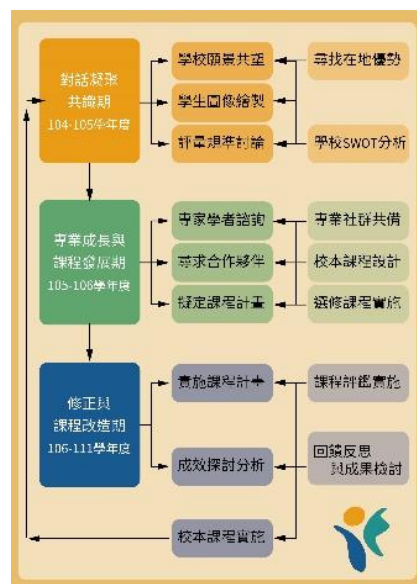 對話凝聚
共識期
104-105學年度
學校願景共望
學生圖像繪製
評量規準討論
尋找在地優勢
學校SWOT分析
專業成長與
課程發展期
105-106學年度
專家學者諮詢
尋求合作夥伴
擬定課程計畫
專業社群共備
校本課程設計
選修課程實施
修正與
課程改造期
106-111學年度
實施課程計畫
成效探討分析
課程評鑑實施
回饋反思
與成果檢討
校本課程實施